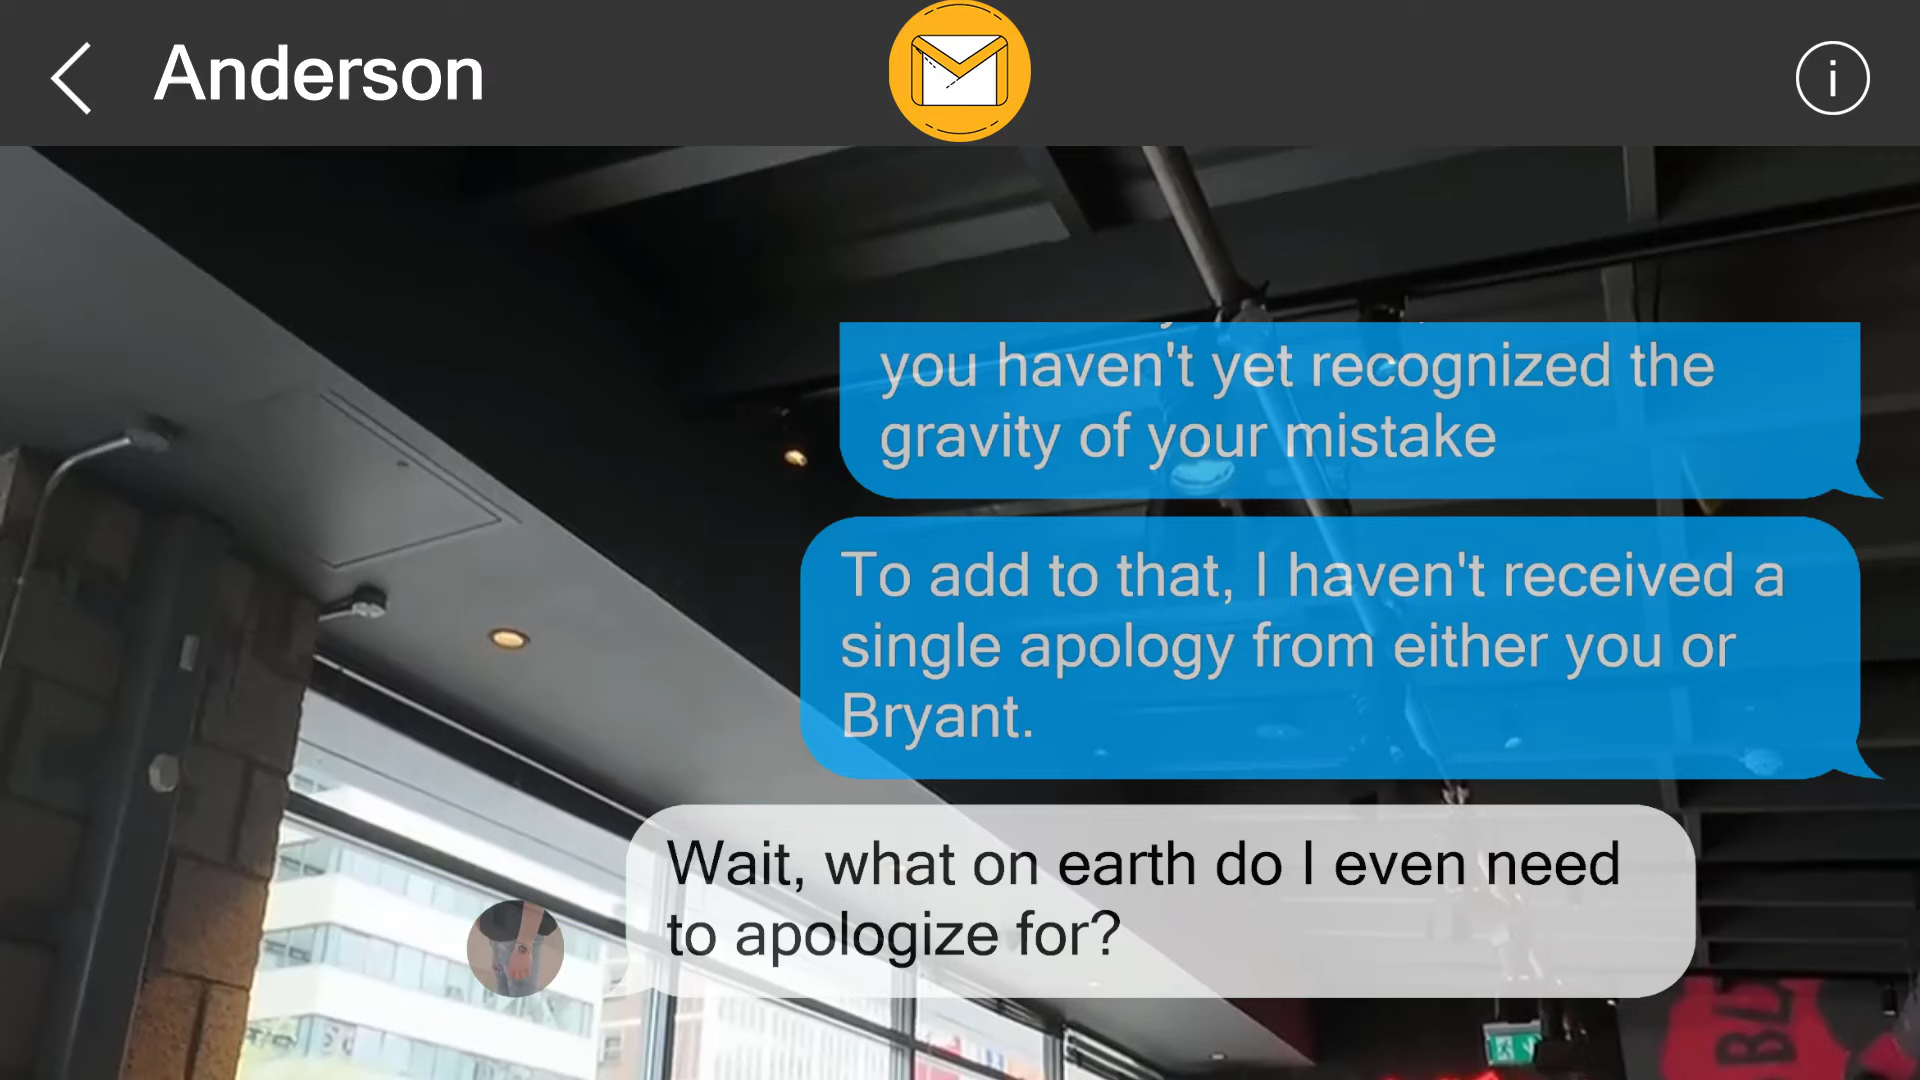 Anderson
you haven't yet recognized the
gravity of your mistake
To add to that, I haven't received a
single apology from either you or
Bryant.
Wait, what on earth do I even need
to apologize for?